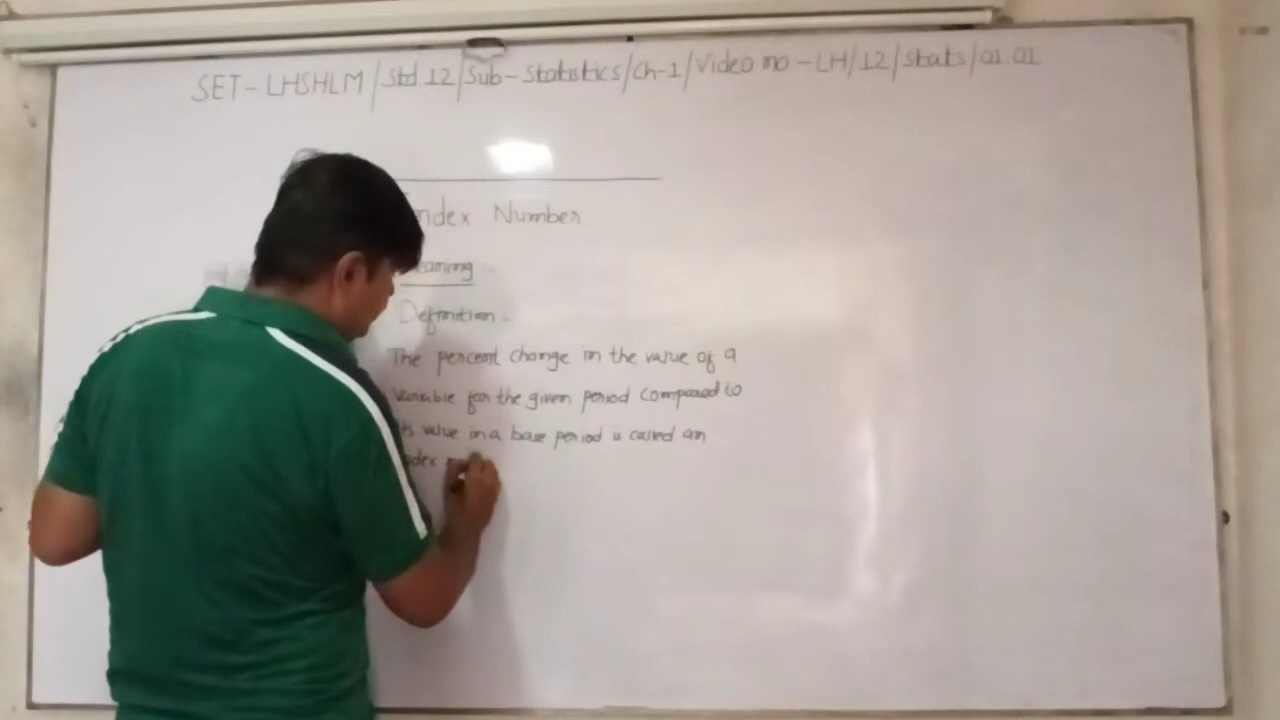 SET - LHSHLM / Std 12 / Sub - Statistics / Ch-1 / Video no - LH/12/Stats/01.01
Index Number
eaning -
Definition -
The percent change in the value of a
Variable for the given period compared to
its value in a base period is called an
ndex